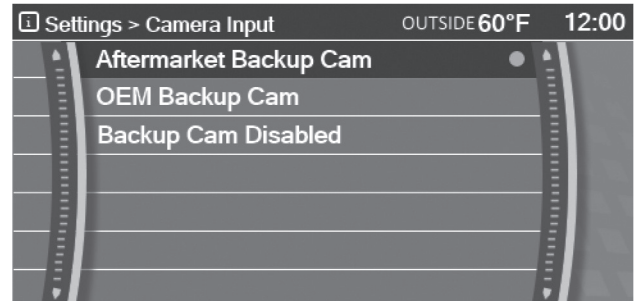 i Settings > Camera Input OUTSIDE 60°F 12:00
Aftermarket Backup Cam
OEM Backup Cam
Backup Cam Disabled